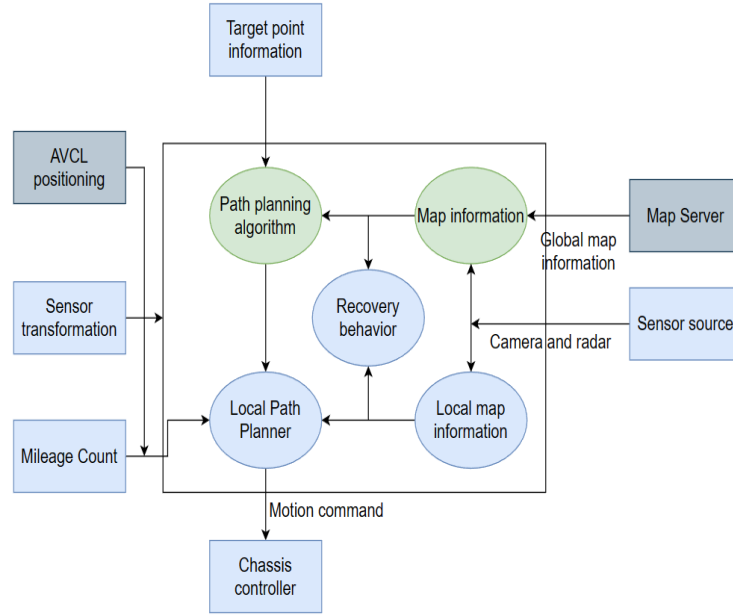 Target point
information
AVCL
positioning
Path planning
algorithm
Map information
Map Server
Global map
information
Sensor
transformation
Recovery
behavior
Sensor source
Camera and radar
Mileage Count
Local Path
Planner
Local map
information
Motion command
Chassis
controller